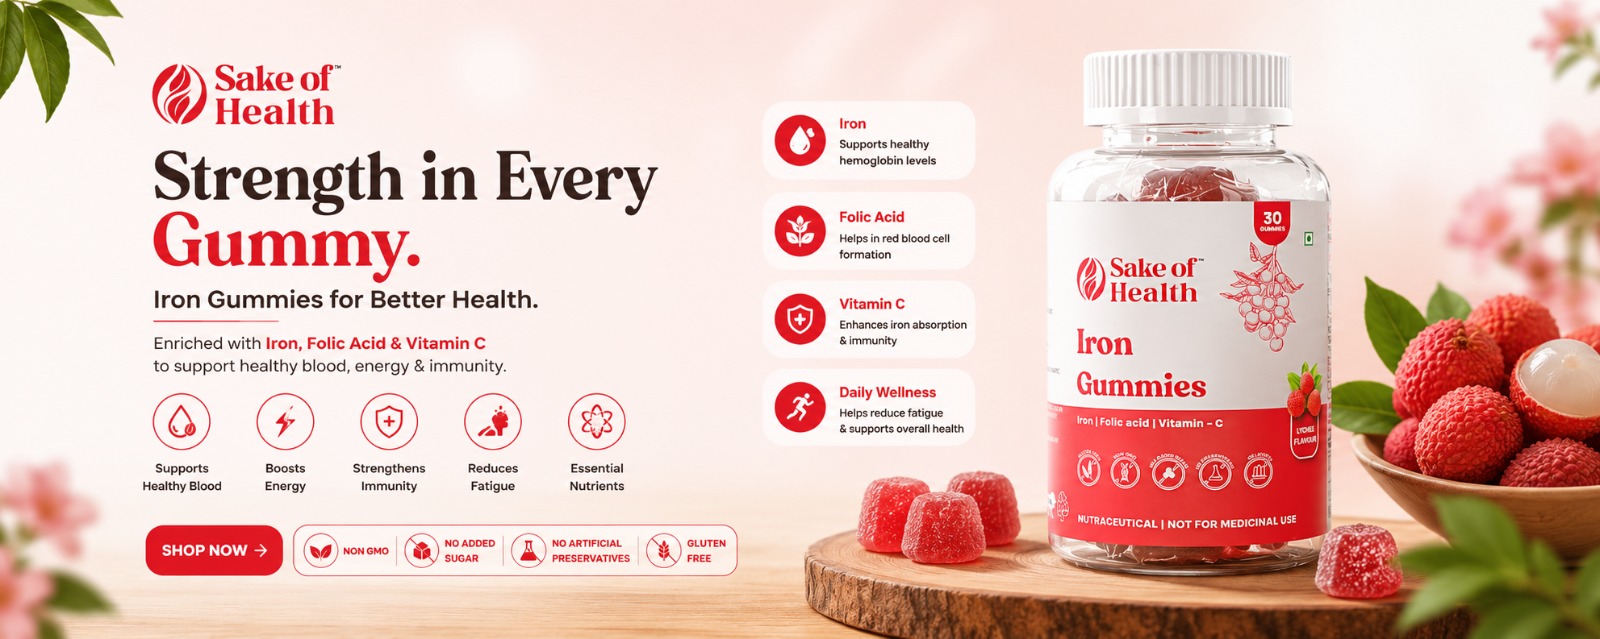 Sake of™
Health
Strength in Every
Gummy.
Iron Gummies for Better Health.
Enriched with Iron, Folic Acid & Vitamin C
to support healthy blood, energy & immunity.
Supports
Healthy Blood
Boosts
Energy
Strengthens
Immunity
Reduces
Fatigue
Essential
Nutrients
SHOP NOW →
NON GMO
NO ADDED
SUGAR
NO ARTIFICIAL
PRESERVATIVES
GLUTEN
FREE
Iron
Supports healthy
hemoglobin levels
Folic Acid
Helps in red blood cell
formation
Vitamin C
Enhances iron absorption
& immunity
Daily Wellness
Helps reduce fatigue
& supports overall health
30
GUMMIES
Sake of™
Health
Iron
Gummies
Iron | Folic acid | Vitamin - C
LYCHEE
FLAVOUR
NUTRACEUTICAL | NOT FOR MEDICINAL USE